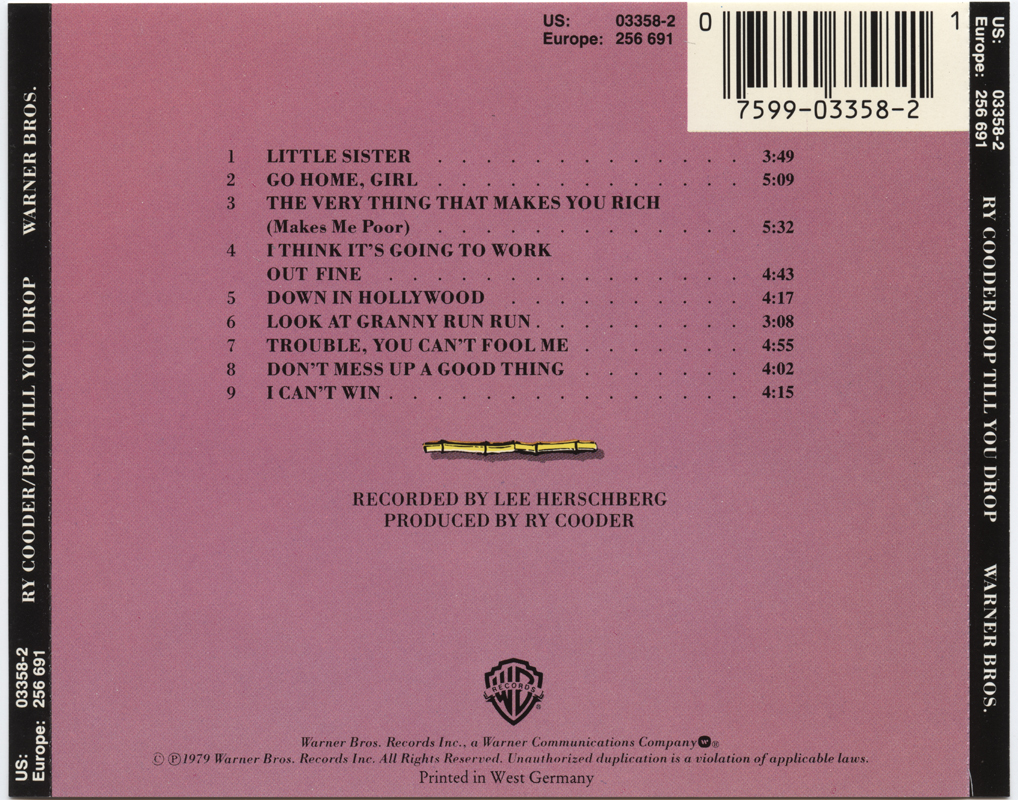 US: 03358-2
Europe: 256 691
0 1
7599-03358-2
1 LITTLE SISTER . . . . . . . . . . . . . 3:49
2 GO HOME, GIRL . . . . . . . . . . . . . 5:09
3 THE VERY THING THAT MAKES YOU RICH
(Makes Me Poor) . . . . . . . . . . . . . 5:32
4 I THINK IT'S GOING TO WORK
OUT FINE . . . . . . . . . . . . . . . 4:43
5 DOWN IN HOLLYWOOD . . . . . . . . . . 4:17
6 LOOK AT GRANNY RUN RUN . . . . . . . . . 3:08
7 TROUBLE, YOU CAN'T FOOL ME . . . . . . . 4:55
8 DON'T MESS UP A GOOD THING . . . . . . . 4:02
9 I CAN'T WIN . . . . . . . . . . . . . . . 4:15
RECORDED BY LEE HERSCHBERG
PRODUCED BY RY COODER
RECORDS
Warner Bros. Records Inc., a Warner Communications Company ®
© ℗ 1979 Warner Bros. Records Inc. All Rights Reserved. Unauthorized duplication is a violation of applicable laws.
Printed in West Germany
US: 03358-2
Europe: 256 691
RY COODER/BOP TILL YOU DROP
WARNER BROS.
US: 03358-2
Europe: 256 691
RY COODER/BOP TILL YOU DROP
WARNER BROS.